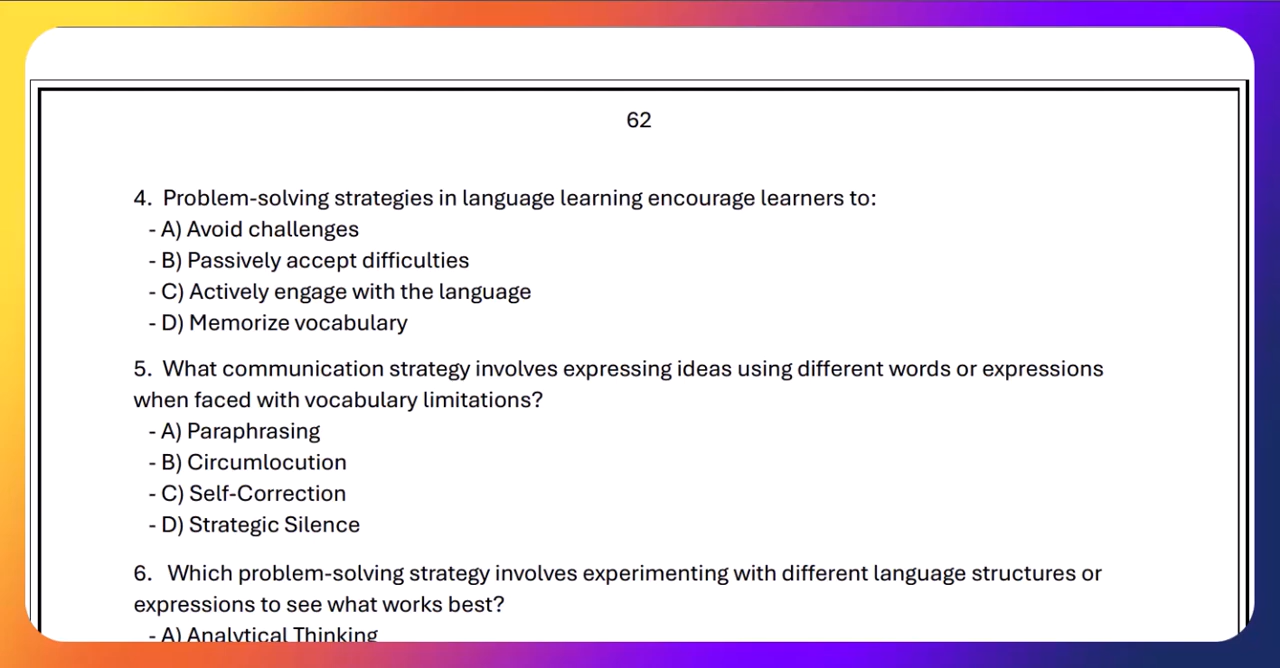 62
4. Problem-solving strategies in language learning encourage learners to:
- A) Avoid challenges
- B) Passively accept difficulties
- C) Actively engage with the language
- D) Memorize vocabulary
5. What communication strategy involves expressing ideas using different words or expressions
when faced with vocabulary limitations?
- A) Paraphrasing
- B) Circumlocution
- C) Self-Correction
- D) Strategic Silence
6. Which problem-solving strategy involves experimenting with different language structures or
expressions to see what works best?
- A) Analytical Thinking